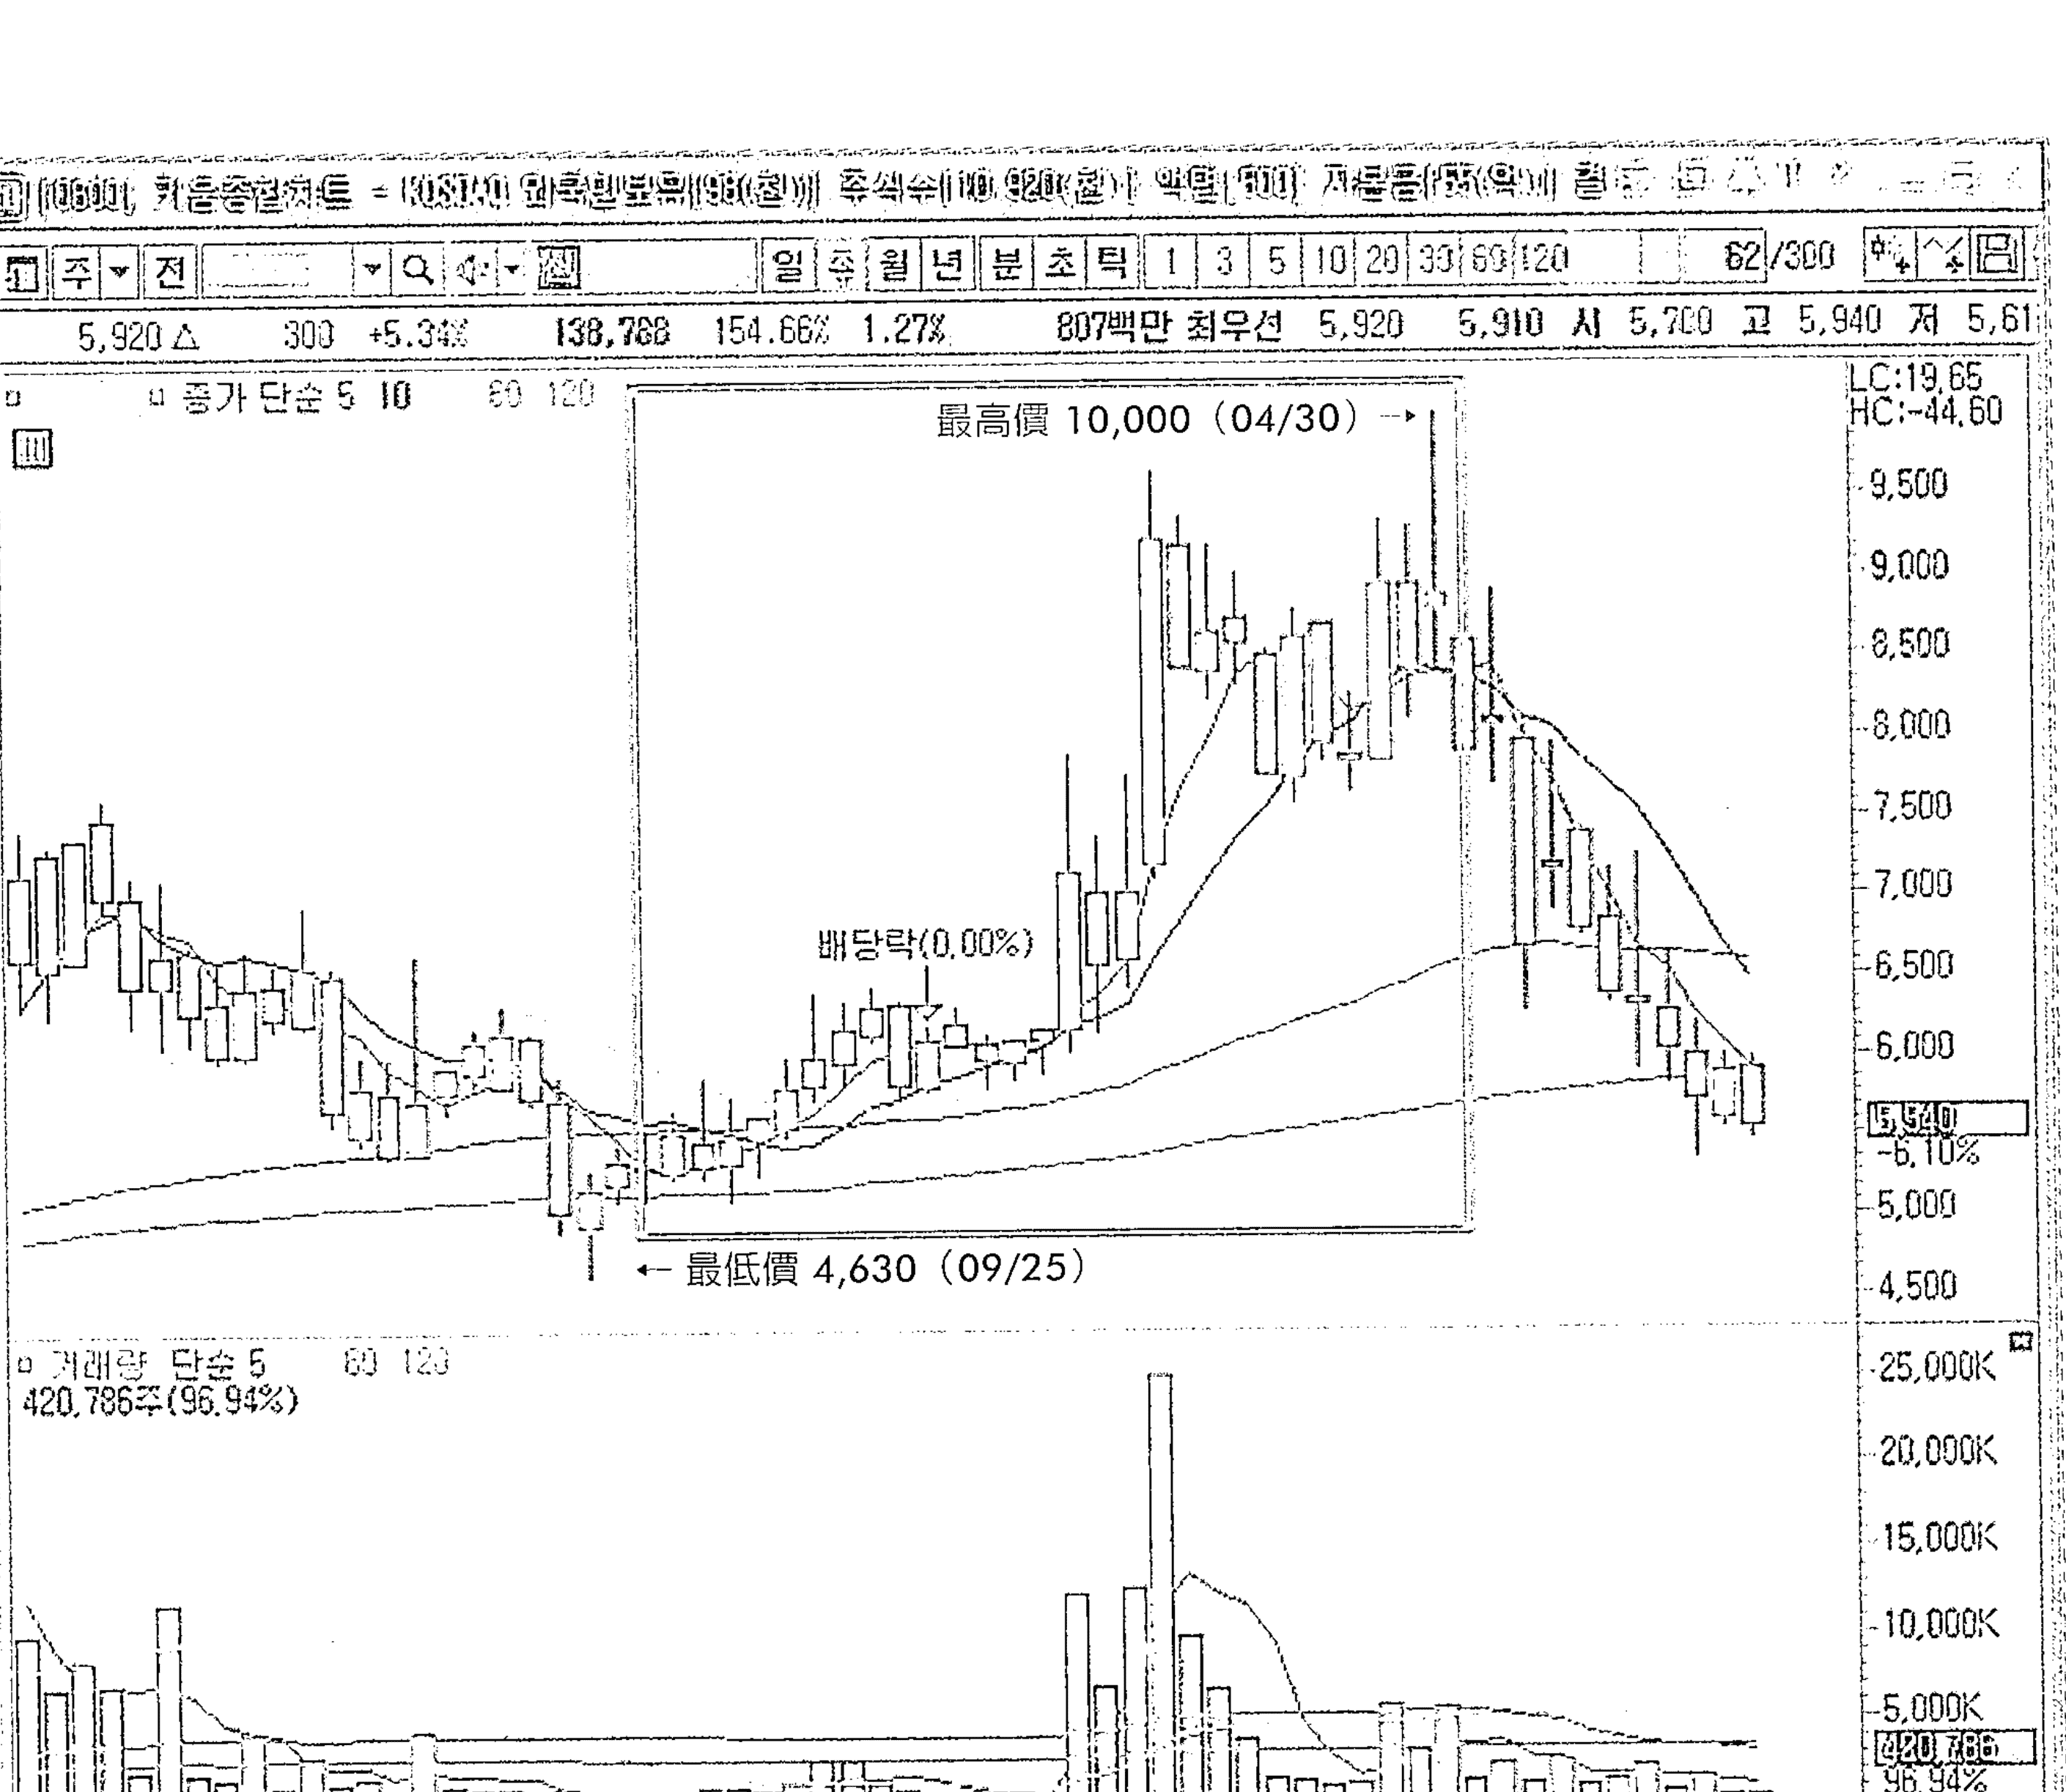 [0600] 키움종합차트 -
주 전 일 주 월 년 분 초 틱 1 3 5 10 20 30 60 120 62/300
5,920 △ 300 +5.34% 138,768 154.66% 1.27% 807백만 최우선 5,920 5,910 시 5,700 고 5,940 저 5,61
종가 단순 5 10 60 120
LC:19.65
HC:-44.60
最高價 10,000（04/30）
9,500
9,000
8,500
8,000
7,500
7,000
배당락(0.00%)
6,500
6,000
5,540
-6.10%
5,000
最低價 4,630（09/25）
4,500
거래량 단순 5 60 120
420,786주(96.94%)
25,000K
20,000K
15,000K
10,000K
5,000K
420,786
96.94%